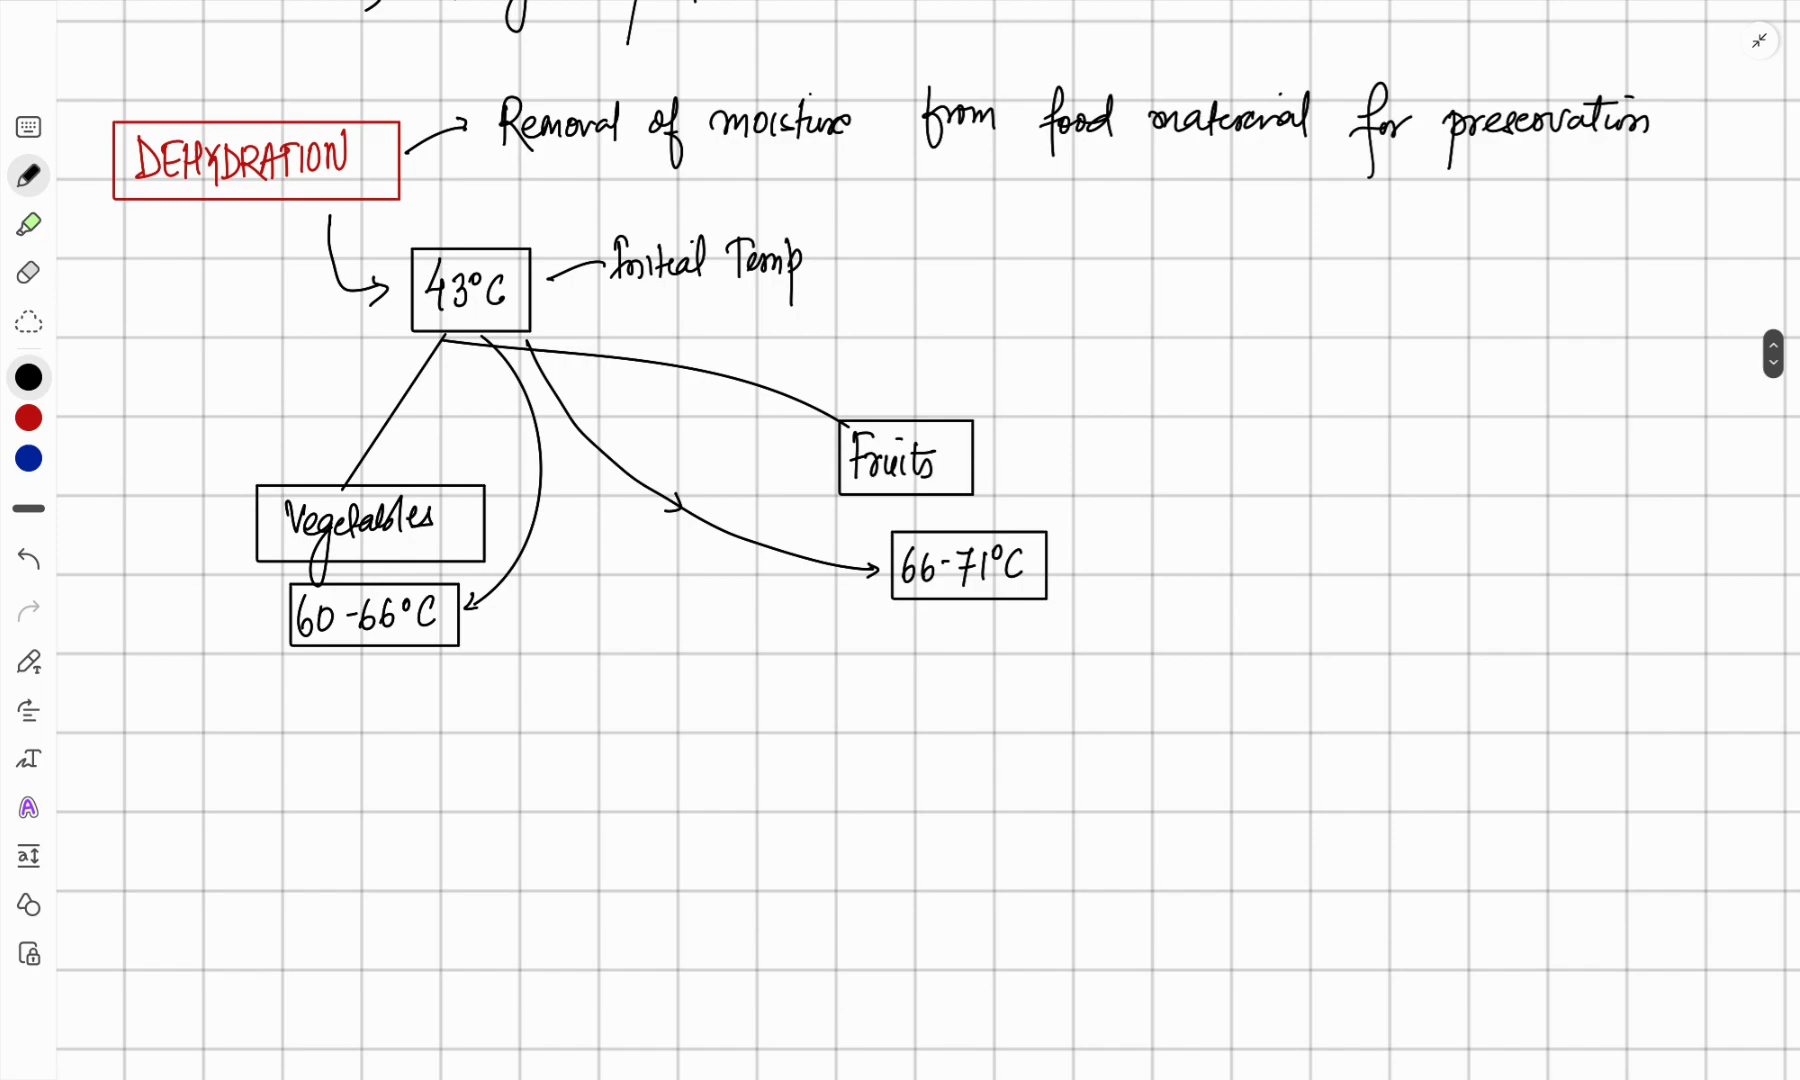 DEHYDRATION → Removal of moisture from food material for preservation
43°C Initial Temp
Fruits
Vegetables
66-71°C
60-66°C